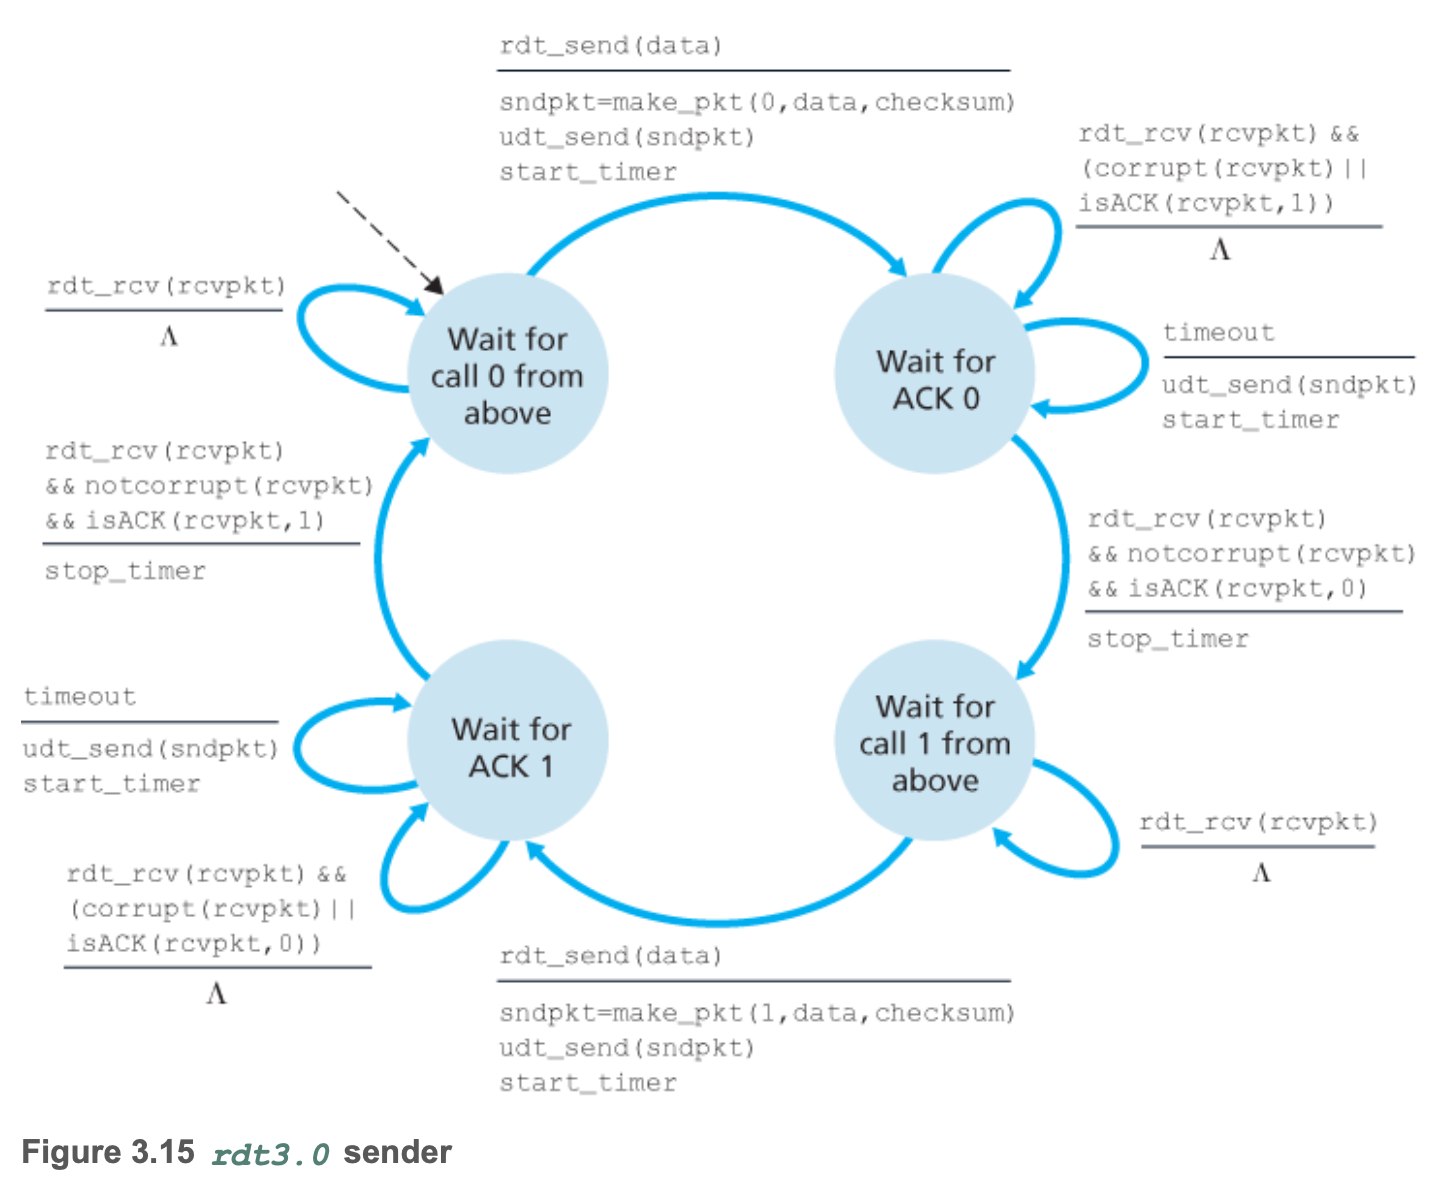 rdt_send(data)
sndpkt=make_pkt(0,data,checksum)
udt_send(sndpkt)
start_timer
rdt_rcv(rcvpkt) &&
(corrupt(rcvpkt)||
isACK(rcvpkt,1))
Λ
rdt_rcv(rcvpkt)
Λ
Wait for
call 0 from
above
Wait for
ACK 0
timeout
udt_send(sndpkt)
start_timer
rdt_rcv(rcvpkt)
&& notcorrupt(rcvpkt)
&& isACK(rcvpkt,1)
stop_timer
rdt_rcv(rcvpkt)
&& notcorrupt(rcvpkt)
&& isACK(rcvpkt,0)
stop_timer
timeout
udt_send(sndpkt)
start_timer
Wait for
ACK 1
Wait for
call 1 from
above
rdt_rcv(rcvpkt)
Λ
rdt_rcv(rcvpkt) &&
(corrupt(rcvpkt)||
isACK(rcvpkt,0))
Λ
rdt_send(data)
sndpkt=make_pkt(1,data,checksum)
udt_send(sndpkt)
start_timer
Figure 3.15 rdt3.0 sender